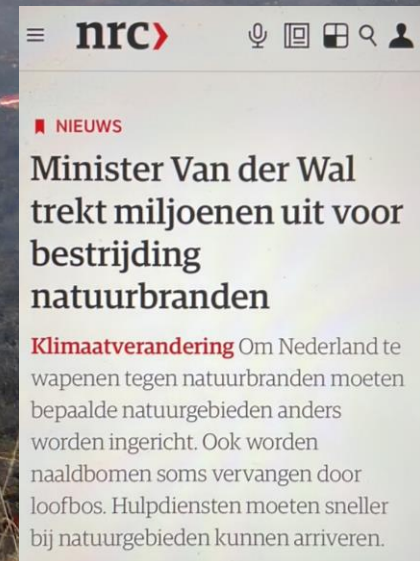 nrc>
NIEUWS
Minister Van der Wal
trekt miljoenen uit voor
bestrijding
natuurbranden
Klimaatverandering Om Nederland te
wapenen tegen natuurbranden moeten
bepaalde natuurgebieden anders
worden ingericht. Ook worden
naaldbomen soms vervangen door
loofbos. Hulpdiensten moeten sneller
bij natuurgebieden kunnen arriveren.